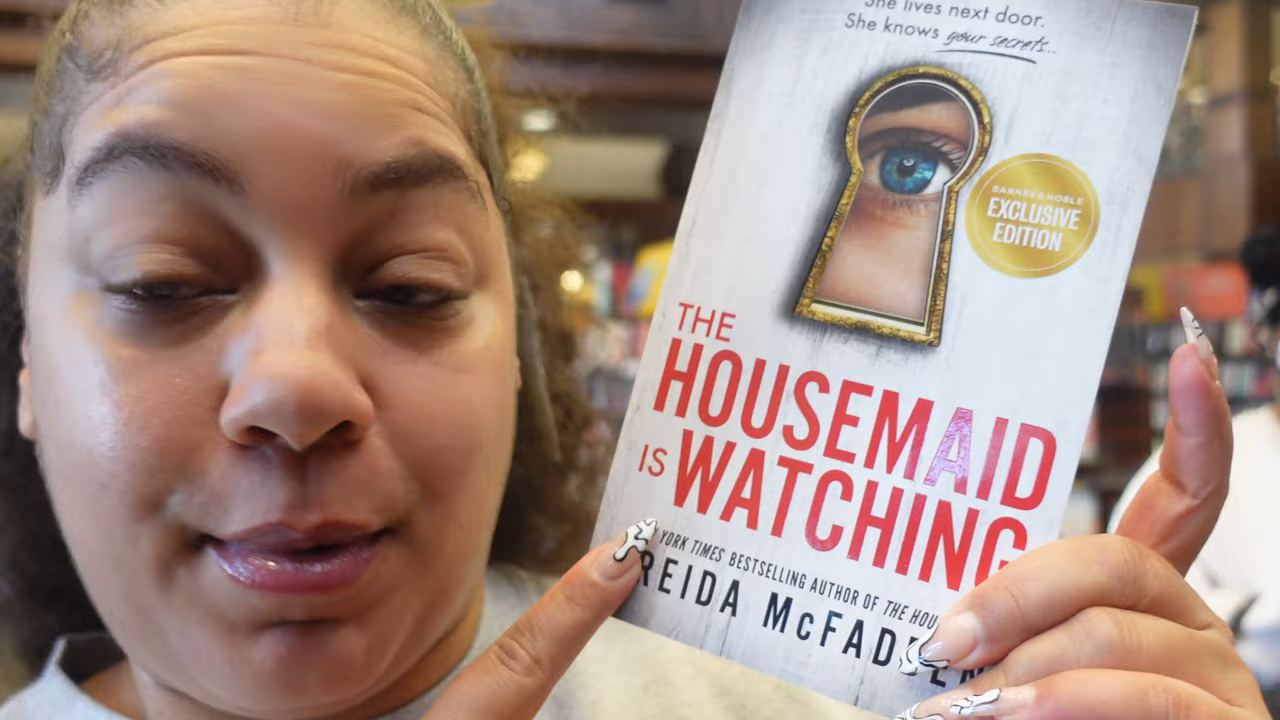 She lives next door.
She knows your secrets...
BARNES & NOBLE
EXCLUSIVE
EDITION
THE
HOUSEMAID
IS WATCHING
YORK TIMES BESTSELLING AUTHOR OF THE HOU
REIDA McFADDEN